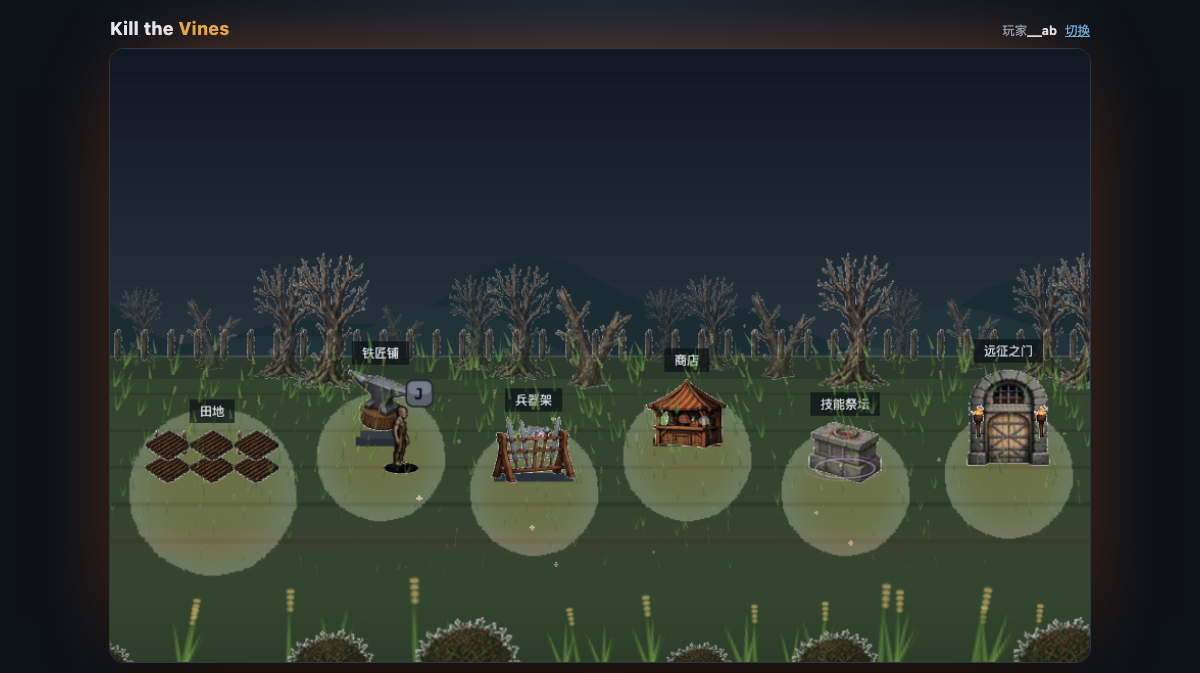 Kill the Vines
玩家__ab 切换
铁匠铺
J
商店
远征之门
田地
兵器架
技能祭坛